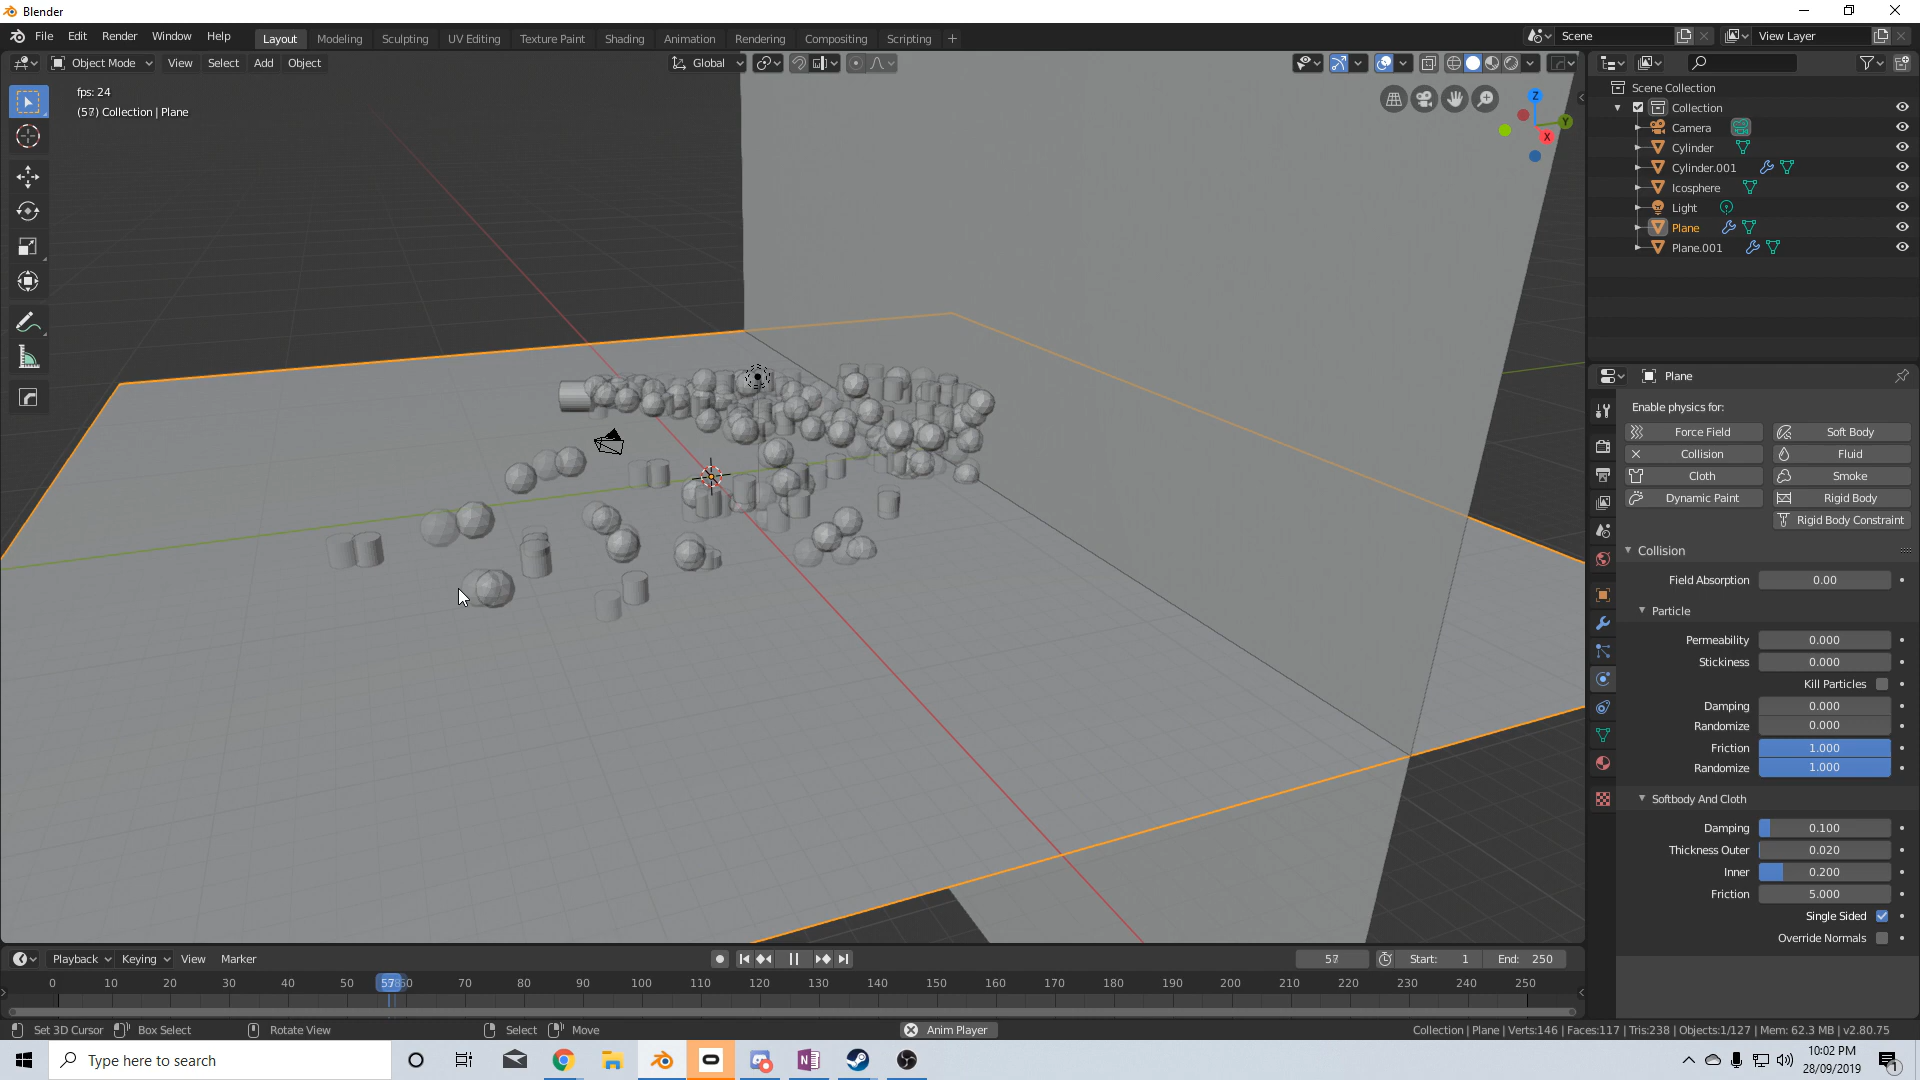 Blender
File Edit Render Window Help
Layout Modeling Sculpting UV Editing Texture Paint Shading Animation Rendering Compositing Scripting +
Scene
View Layer
Object Mode View Select Add Object
Global
fps: 24
(57) Collection | Plane
Z
Y
X
Scene Collection
Collection
Camera
Cylinder
Cylinder.001
Icosphere
Light
Plane
Plane.001
Plane
Enable physics for:
Force Field Soft Body
Collision Fluid
Cloth Smoke
Dynamic Paint Rigid Body
Rigid Body Constraint
Collision
Field Absorption 0.00
Particle
Permeability 0.000
Stickiness 0.000
Kill Particles
Damping 0.000
Randomize 0.000
Friction 1.000
Randomize 1.000
Softbody And Cloth
Damping 0.100
Thickness Outer 0.020
Inner 0.200
Friction 5.000
Single Sided
Override Normals
Playback Keying View Marker
57 Start: 1 End: 250
0 10 20 30 40 50 57 60 70 80 90 100 110 120 130 140 150 160 170 180 190 200 210 220 230 240 250
Set 3D Cursor Box Select Rotate View Select Move Anim Player
Collection | Plane | Verts:146 | Faces:117 | Tris:238 | Objects:1/127 | Mem: 62.3 MB | v2.80.75
Type here to search
10:02 PM
28/09/2019
1